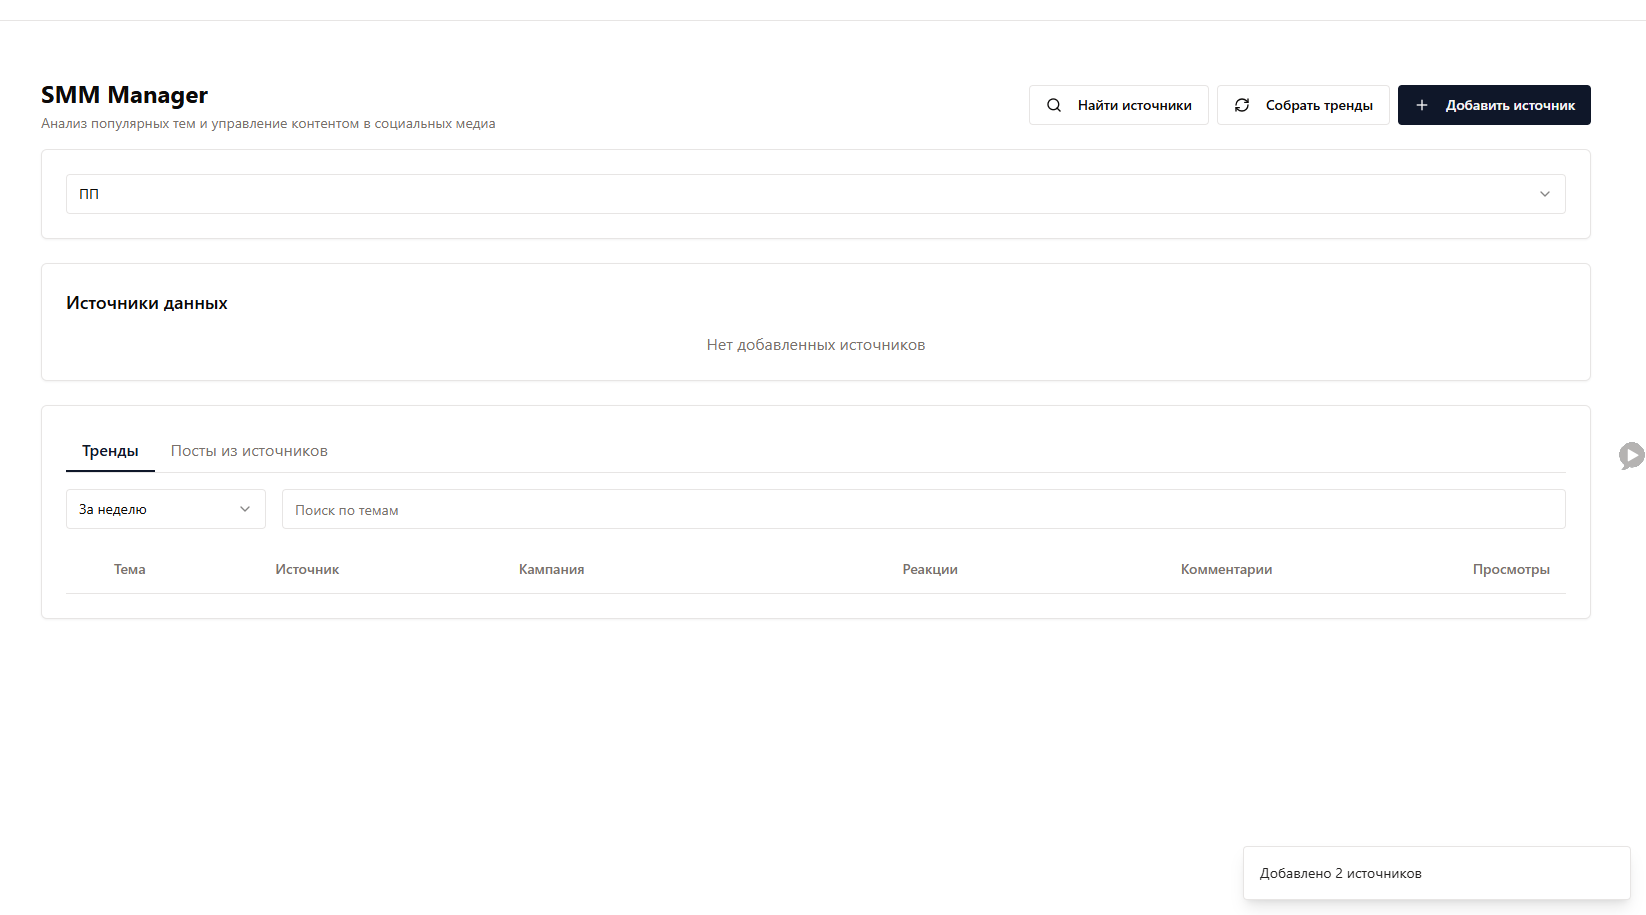 SMM Manager
Анализ популярных тем и управление контентом в социальных медиа
Найти источники
Собрать тренды
Добавить источник
ПП
Источники данных
Нет добавленных источников
Тренды
Посты из источников
За неделю
Поиск по темам
Тема Источник Кампания Реакции Комментарии Просмотры
Добавлено 2 источников